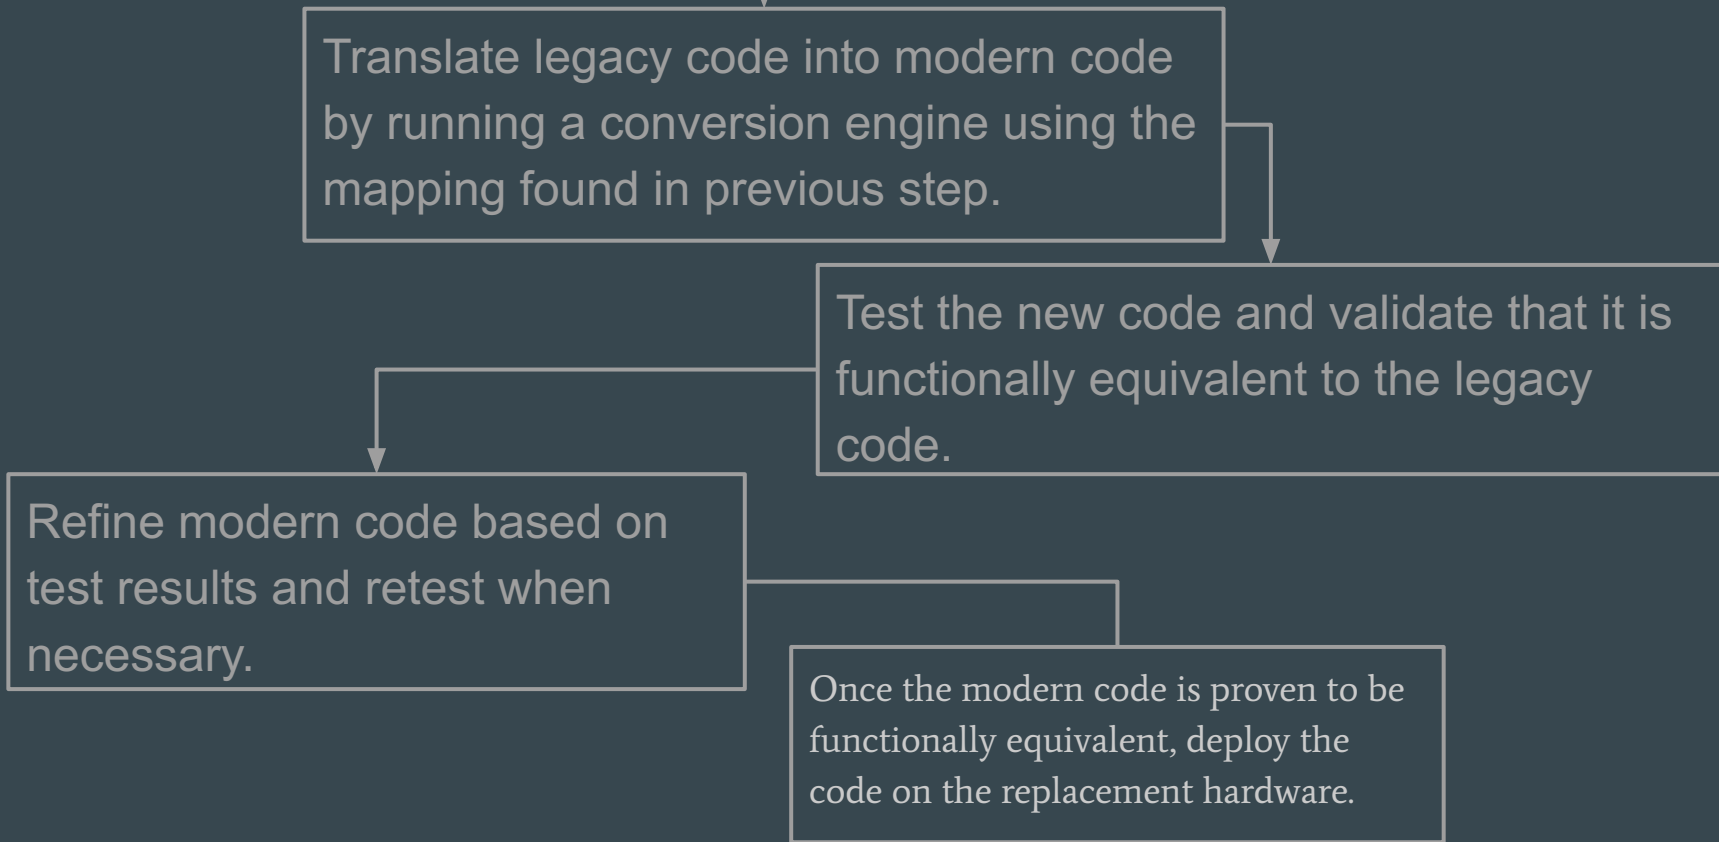 Translate legacy code into modern code
by running a conversion engine using the
mapping found in previous step.
Test the new code and validate that it is
functionally equivalent to the legacy
code.
Refine modern code based on
test results and retest when
necessary.
Once the modern code is proven to be
functionally equivalent, deploy the
code on the replacement hardware.